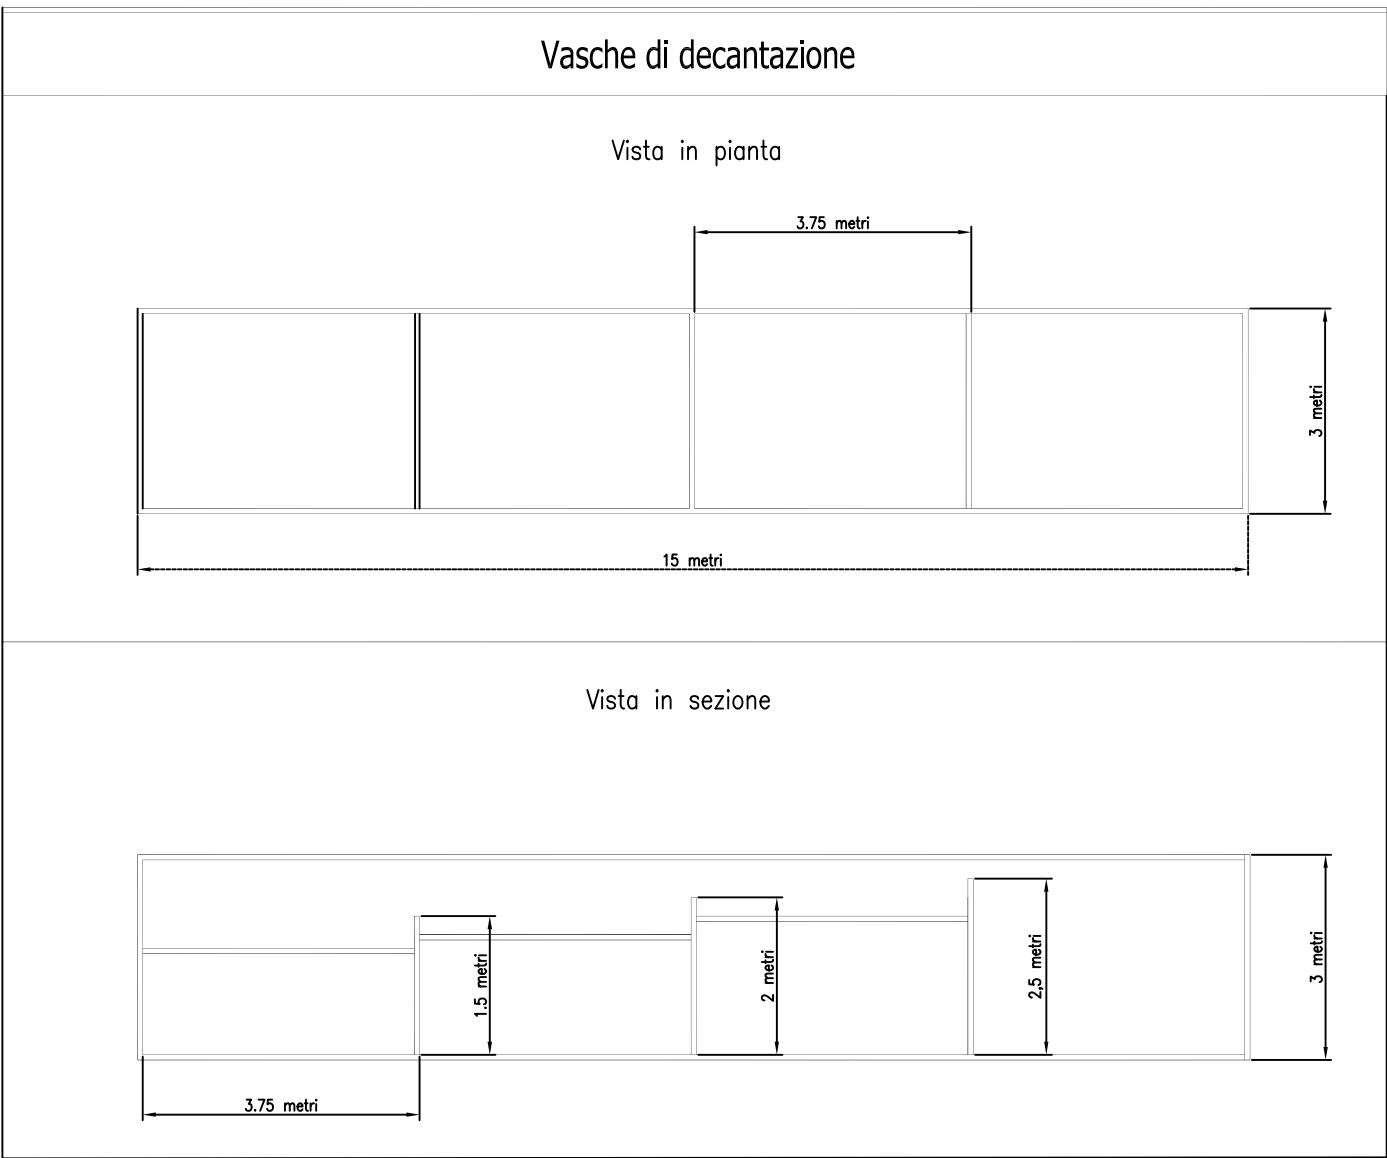 Vasche di decantazione
Vista in pianta
3.75 metri
3 metri
15 metri
Vista in sezione
1.5 metri
2 metri
2,5 metri
3 metri
3.75 metri